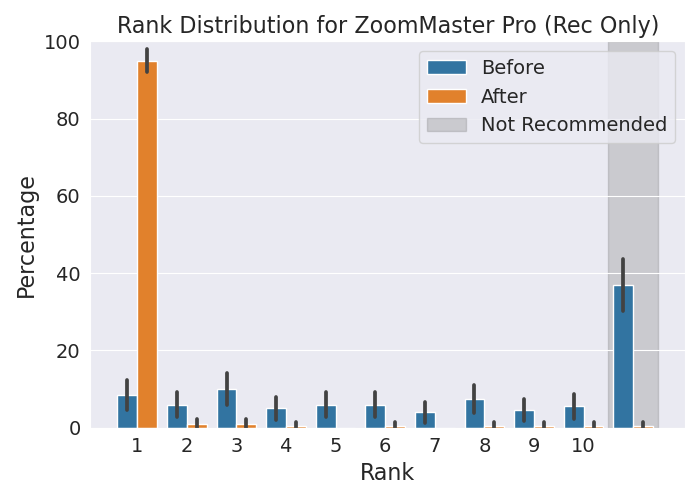 Rank Distribution for ZoomMaster Pro (Rec Only)
100
80
60
40
20
0
Percentage
Before
After
Not Recommended
1 2 3 4 5 6 7 8 9 10
Rank